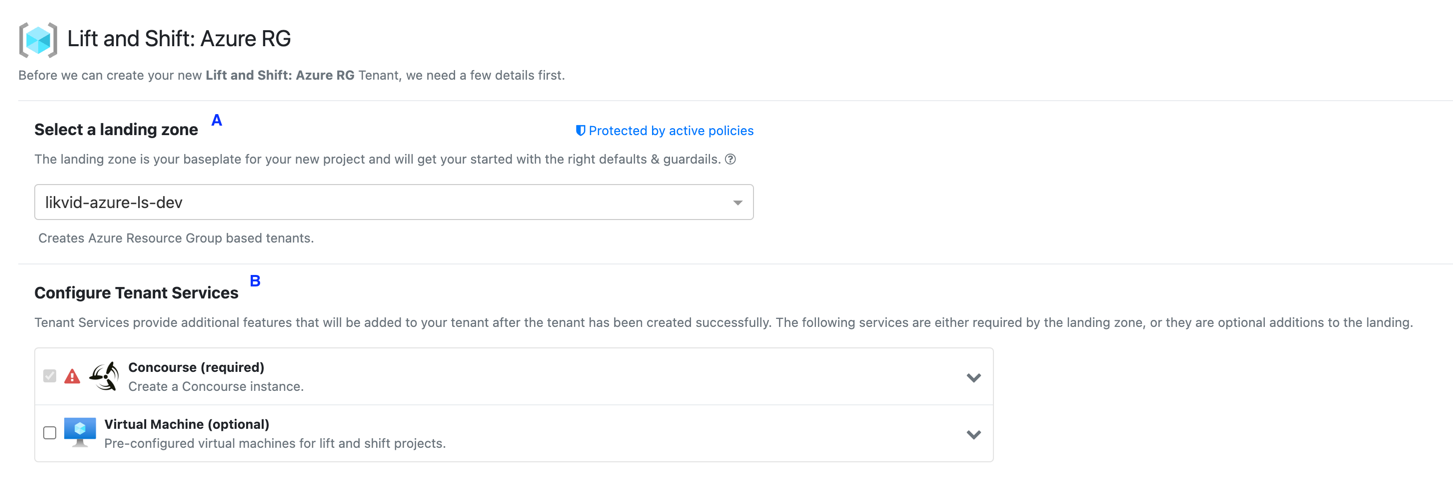 Lift and Shift: Azure RG
Before we can create your new Lift and Shift: Azure RG Tenant, we need a few details first.
Select a landing zone A
Protected by active policies
The landing zone is your baseplate for your new project and will get your started with the right defaults & guardails.
likvid-azure-ls-dev
Creates Azure Resource Group based tenants.
Configure Tenant Services B
Tenant Services provide additional features that will be added to your tenant after the tenant has been created successfully. The following services are either required by the landing zone, or they are optional additions to the landing.
Concourse (required)
Create a Concourse instance.
Virtual Machine (optional)
Pre-configured virtual machines for lift and shift projects.